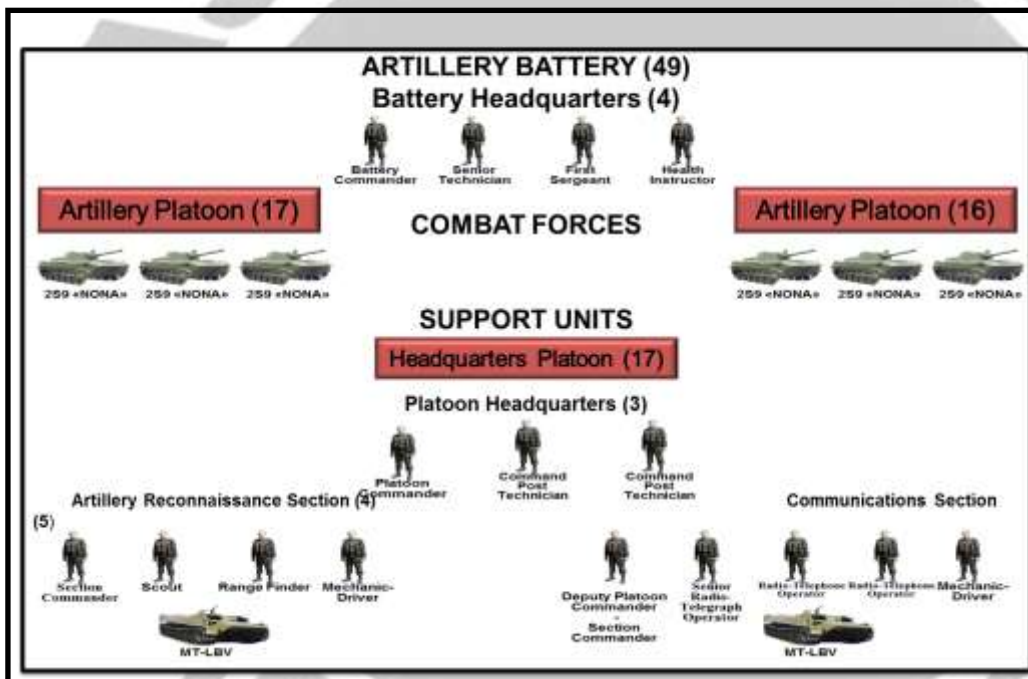 ARTILLERY BATTERY (49)
Battery Headquarters (4)
Battery Commander
Senior Technician
First Sergeant
Health Instructor
Artillery Platoon (17)
COMBAT FORCES
Artillery Platoon (16)
2S9 «NONA»
2S9 «NONA»
2S9 «NONA»
2S9 «NONA»
2S9 «NONA»
2S9 «NONA»
SUPPORT UNITS
Headquarters Platoon (17)
Platoon Headquarters (3)
Platoon Commander
Command Post Technician
Command Post Technician
Artillery Reconnaissance Section (4)
Communications Section
(5)
Section Commander
Scout
Range Finder
Mechanic-Driver
Deputy Platoon Commander - Section Commander
Senior Radio-Telegraph Operator
Radio-Telephone Operator
Radio-Telephone Operator
Mechanic-Driver
MT-LBV
MT-LBV